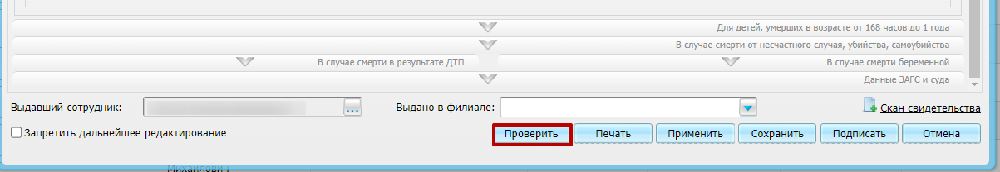 Для детей, умерших в возрасте от 168 часов до 1 года
В случае смерти от несчастного случая, убийства, самоубийства
В случае смерти в результате ДТП В случае смерти беременной
Данные ЗАГС и суда
Выдавший сотрудник: ... Выдано в филиале: Скан свидетельства
Запретить дальнейшее редактирование Проверить Печать Применить Сохранить Подписать Отмена
Михайлович